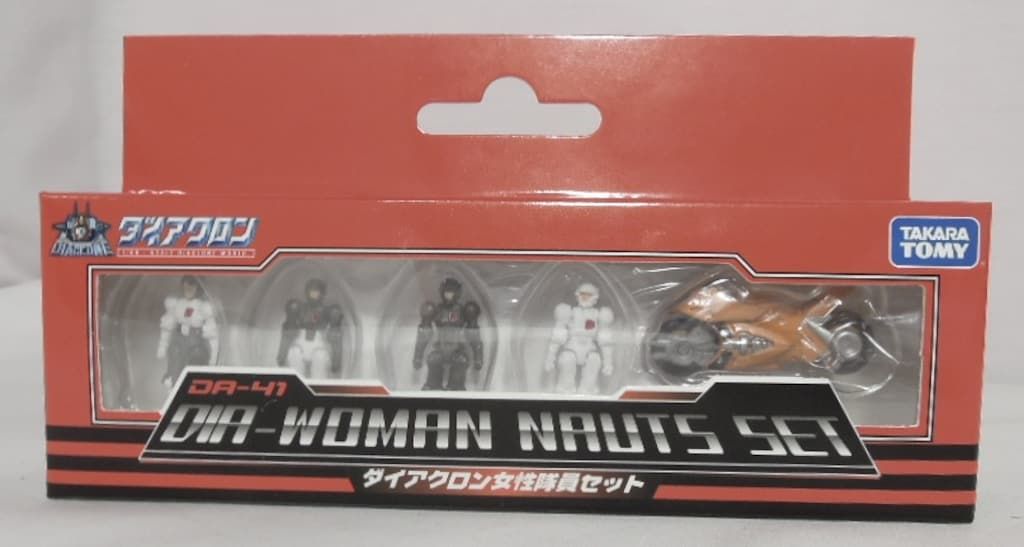 DIACLONE
ダイアクロン
TAKARA
TOMY
DA-41
DIA-WOMAN NAUTS SET
ダイアクロン女性隊員セット